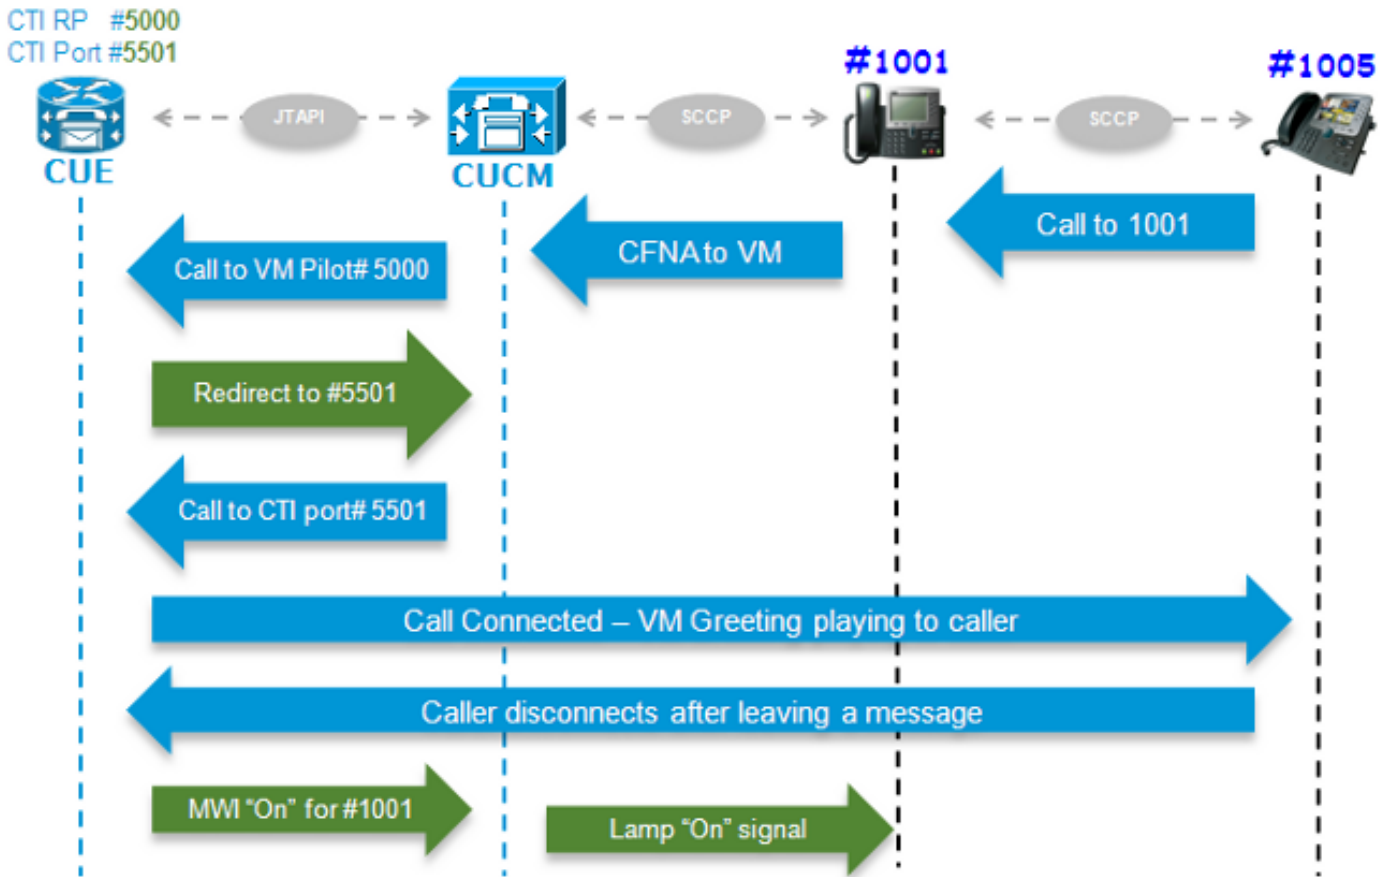 CTI RP #5000
CTI Port #5501
#1001
#1005
JTAPI
SCCP
SCCP
CUE
CUCM
Call to 1001
CFNA to VM
Call to VM Pilot# 5000
Redirect to #5501
Call to CTI port# 5501
Call Connected – VM Greeting playing to caller
Caller disconnects after leaving a message
MWI “On” for #1001
Lamp “On” signal